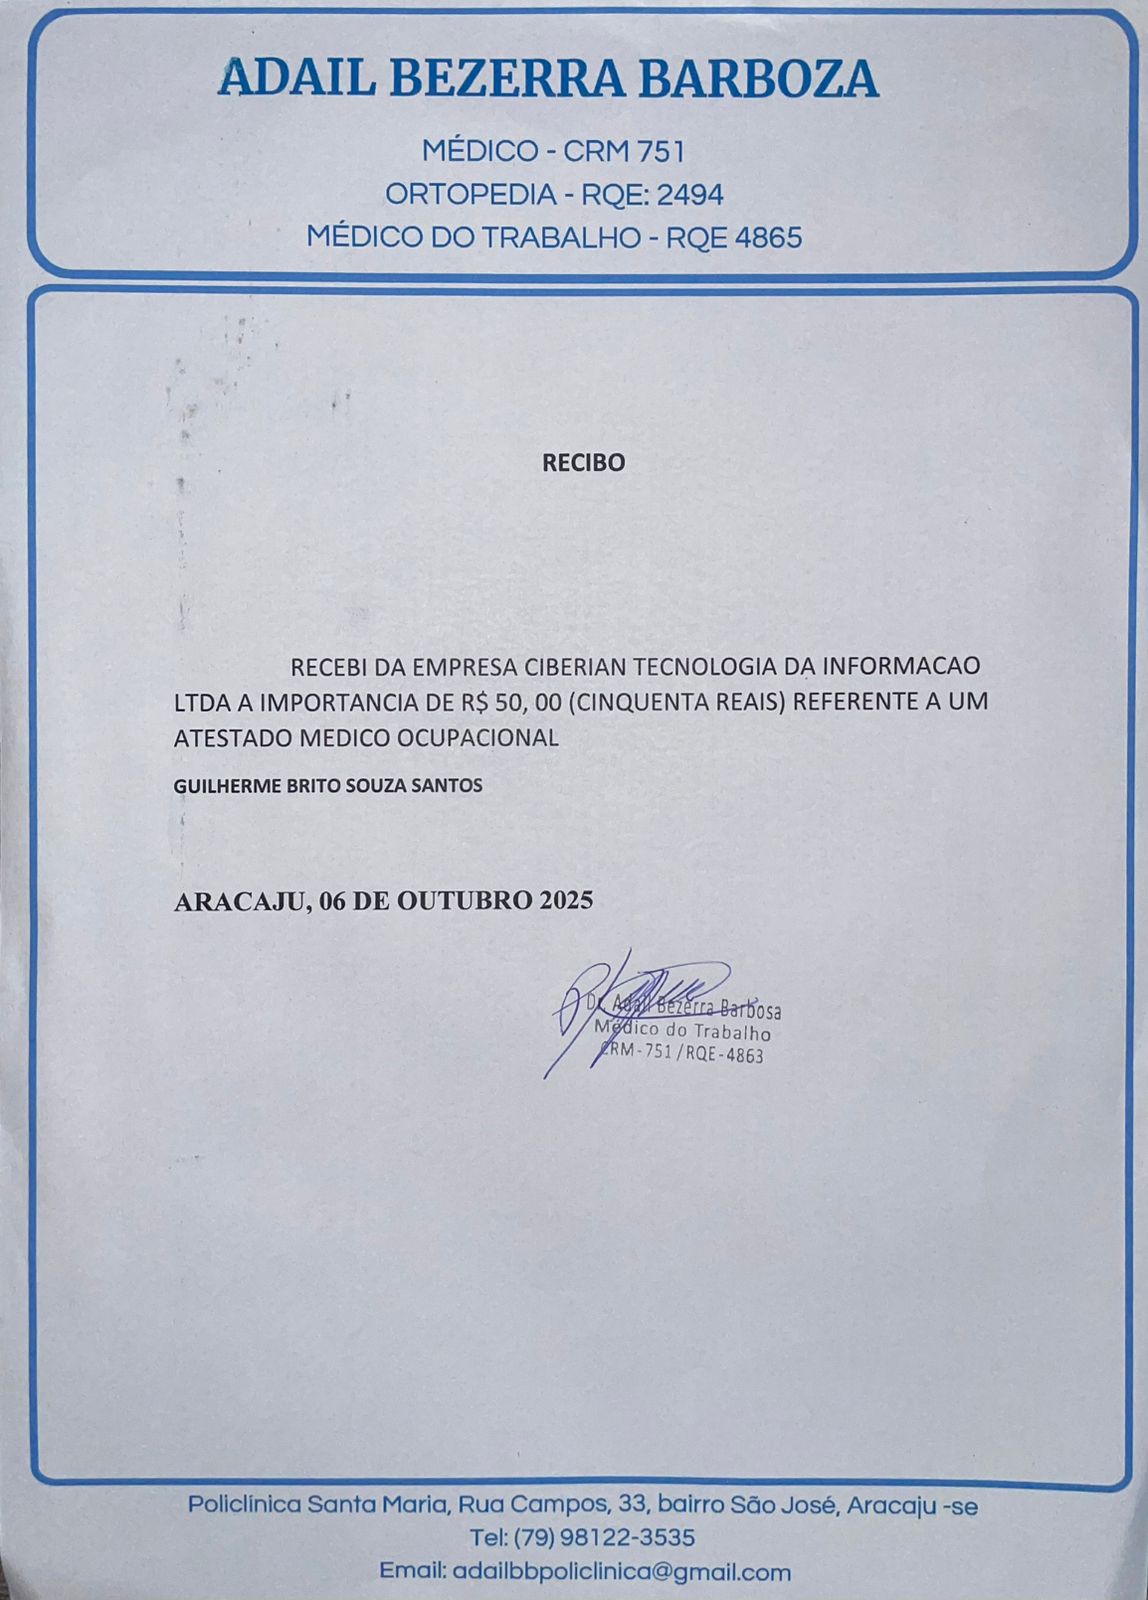 ADAIL BEZERRA BARBOZA
MÉDICO - CRM 751
ORTOPEDIA - RQE: 2494
MÉDICO DO TRABALHO - RQE 4865
RECIBO
RECEBI DA EMPRESA CIBERIAN TECNOLOGIA DA INFORMACAO
LTDA A IMPORTANCIA DE R$ 50, 00 (CINQUENTA REAIS) REFERENTE A UM
ATESTADO MEDICO OCUPACIONAL
GUILHERME BRITO SOUZA SANTOS
ARACAJU, 06 DE OUTUBRO 2025
Dr. Adail Bezerra Barbosa
Médico do Trabalho
CRM-751/RQE-4863
Policlínica Santa Maria, Rua Campos, 33, bairro São José, Aracaju -se
Tel: (79) 98122-3535
Email: adailbbpoliclinica@gmail.com